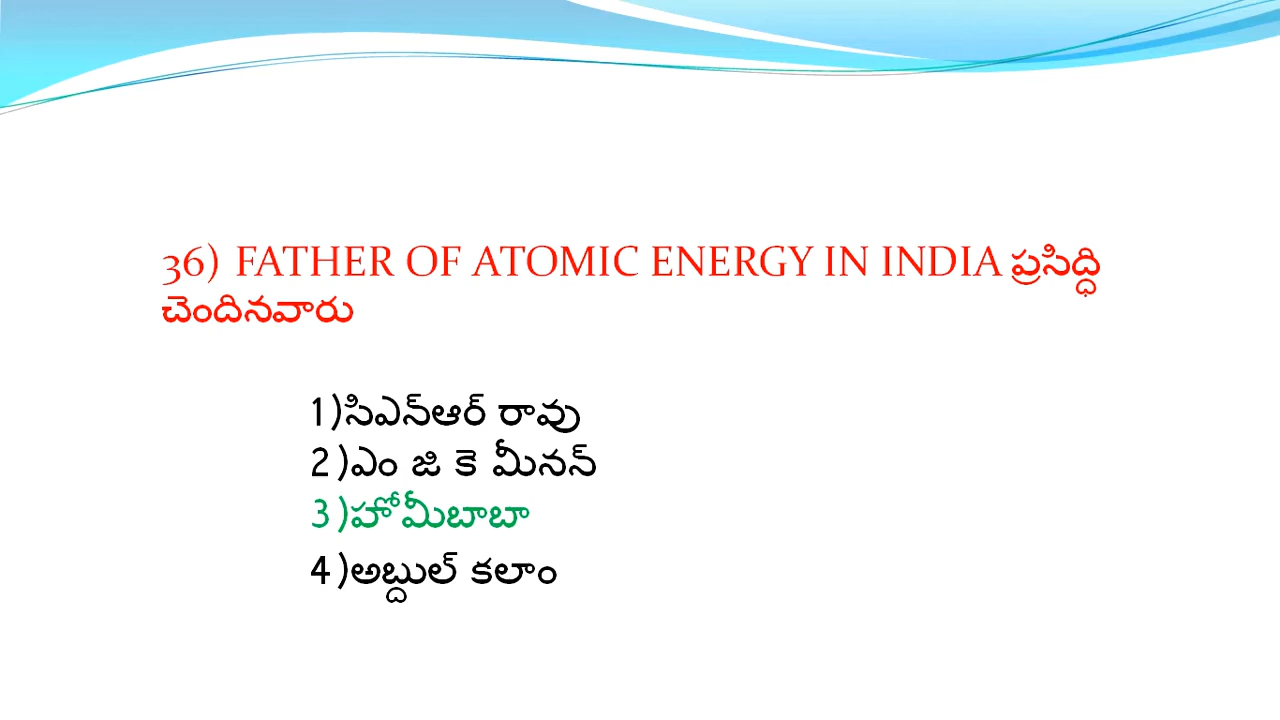 36) FATHER OF ATOMIC ENERGY IN INDIA ప్రసిద్ధి
చెందినవారు
1)సిఎన్ఆర్ రావు
2)ఎం జి కె మీనన్
3)హోమీబాబా
4)అబ్దుల్ కలాం